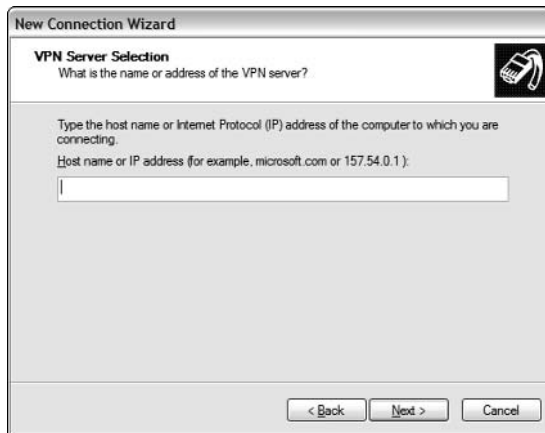 New Connection Wizard
VPN Server Selection
What is the name or address of the VPN server?
Type the host name or Internet Protocol (IP) address of the computer to which you are
connecting.
Host name or IP address (for example, microsoft.com or 157.54.0.1 ):
< Back
Next >
Cancel